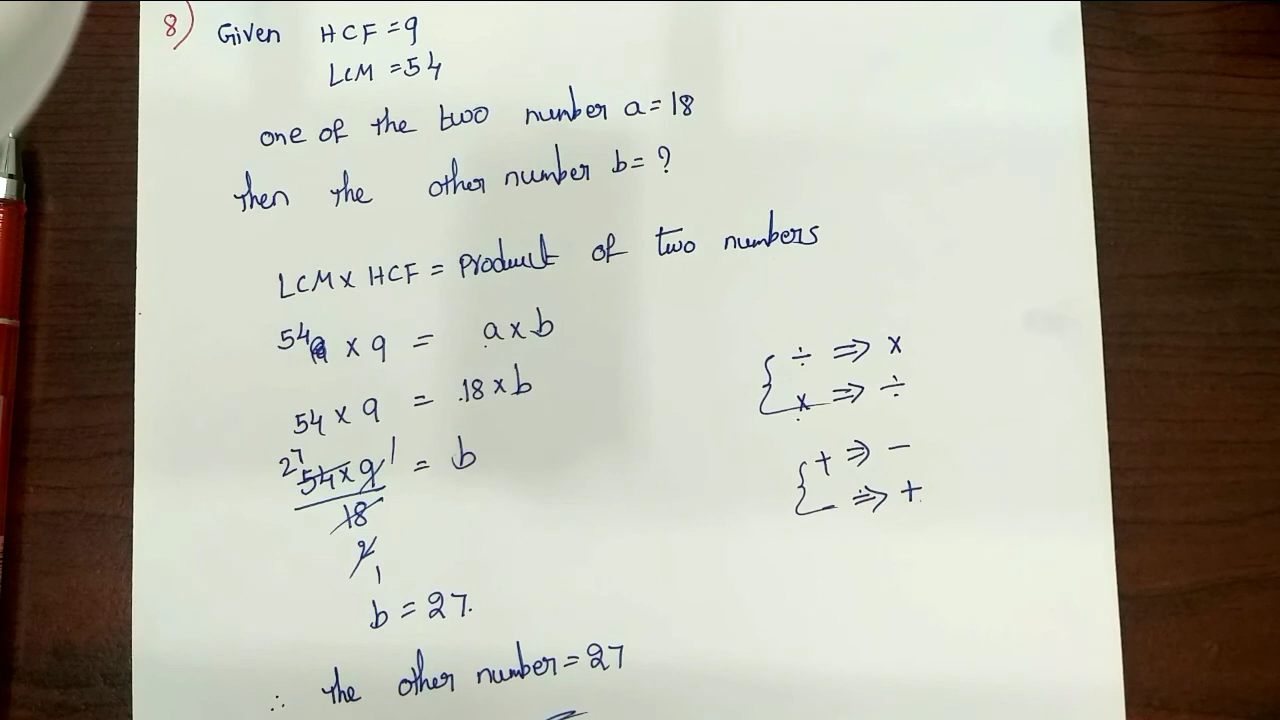 8) Given HCF = 9
LCM = 54
one of the two number a = 18
then the other number b = ?
LCM x HCF = Product of two numbers
54 x 9 = a x b
54 x 9 = 18 x b
27 54 x 9 1 = b
18
2
1
b = 27.
∴ the other number = 27
÷ ⇒ x
x ⇒ ÷
+ ⇒ -
- ⇒ +